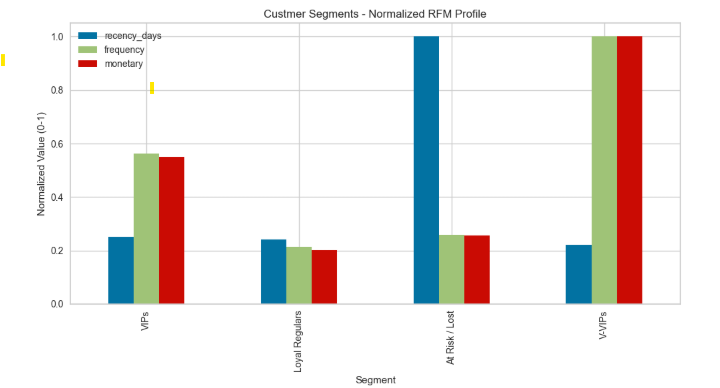 Custmer Segments - Normalized RFM Profile
recency_days
frequency
monetary
Normalized Value (0-1)
1.0
0.8
0.6
0.4
0.2
0.0
VIPs
Loyal Regulars
At Risk / Lost
V-VIPs
Segment